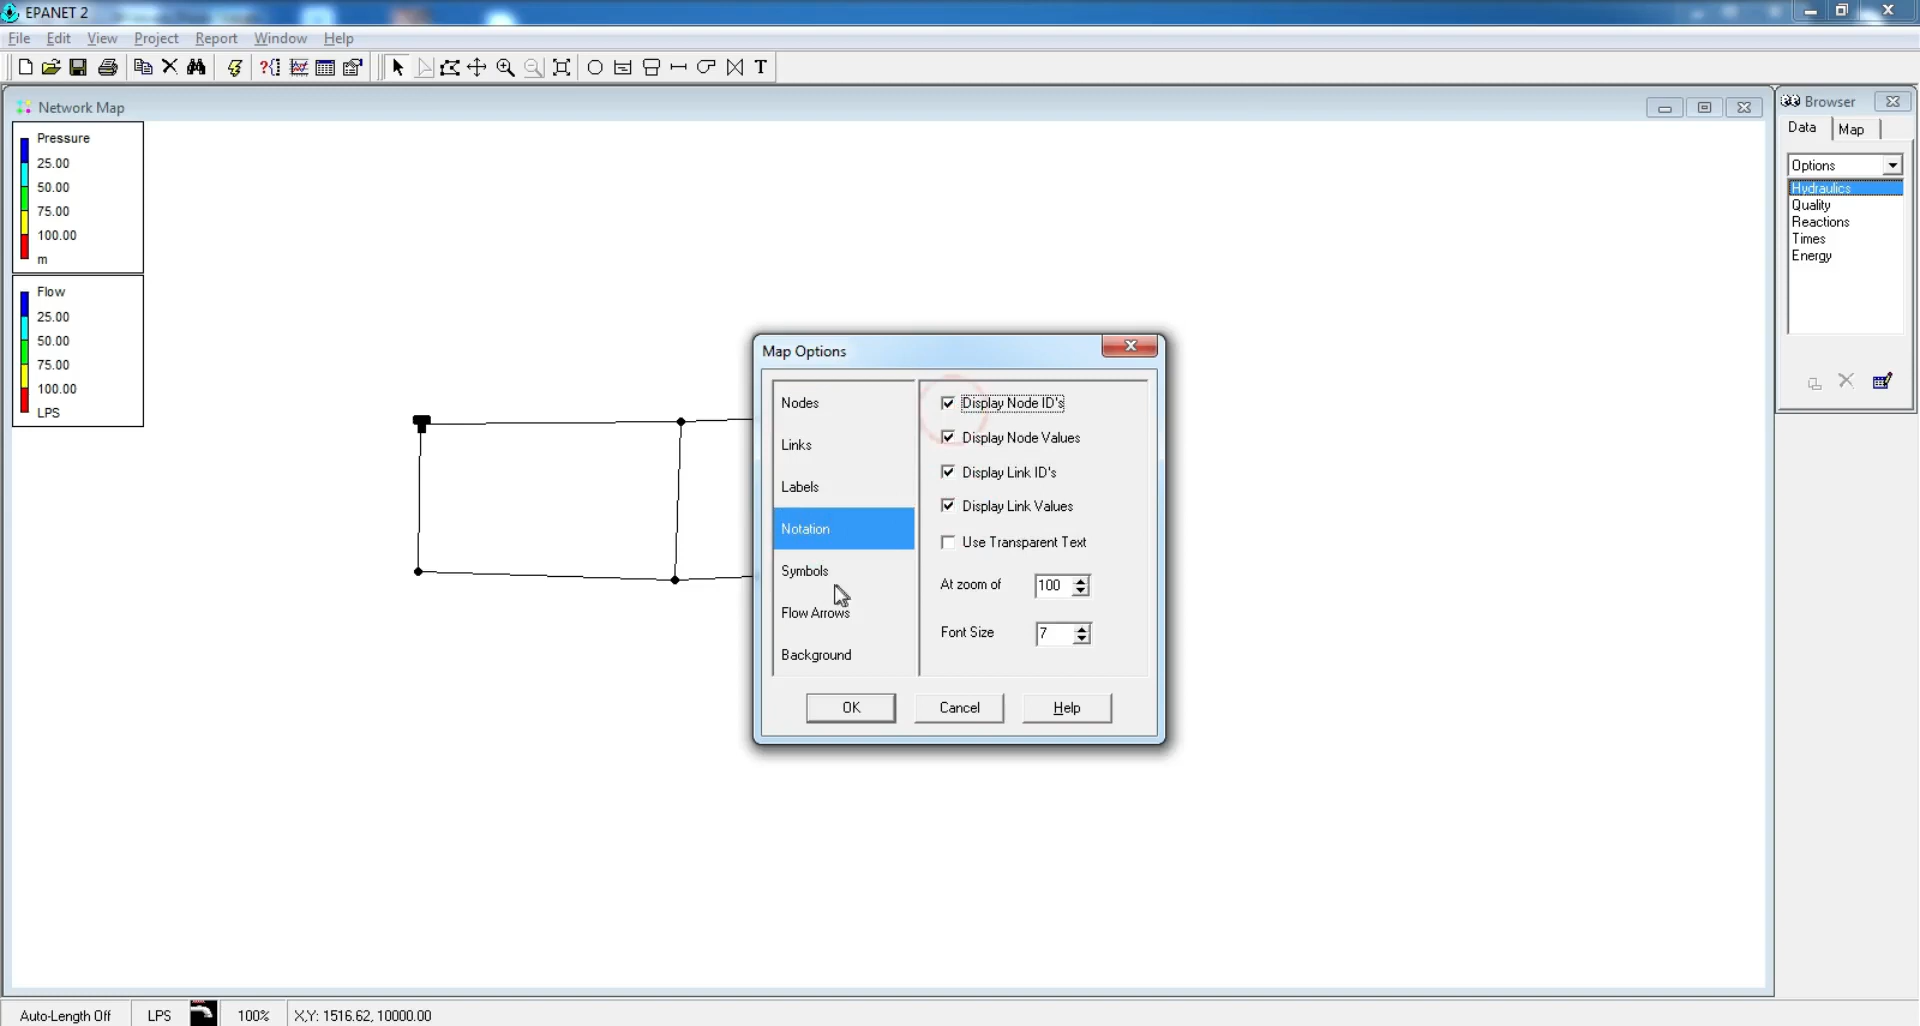 EPANET 2
File Edit View Project Report Window Help
T
Network Map
Pressure
25.00
50.00
75.00
100.00
m
Flow
25.00
50.00
75.00
100.00
LPS
Map Options
Nodes
Links
Labels
Notation
Symbols
Flow Arrows
Background
Display Node ID's
Display Node Values
Display Link ID's
Display Link Values
Use Transparent Text
At zoom of 100
Font Size 7
OK Cancel Help
Browser
Data Map
Options
Hydraulics
Quality
Reactions
Times
Energy
Auto-Length Off LPS 100% X,Y: 1516.62, 10000.00